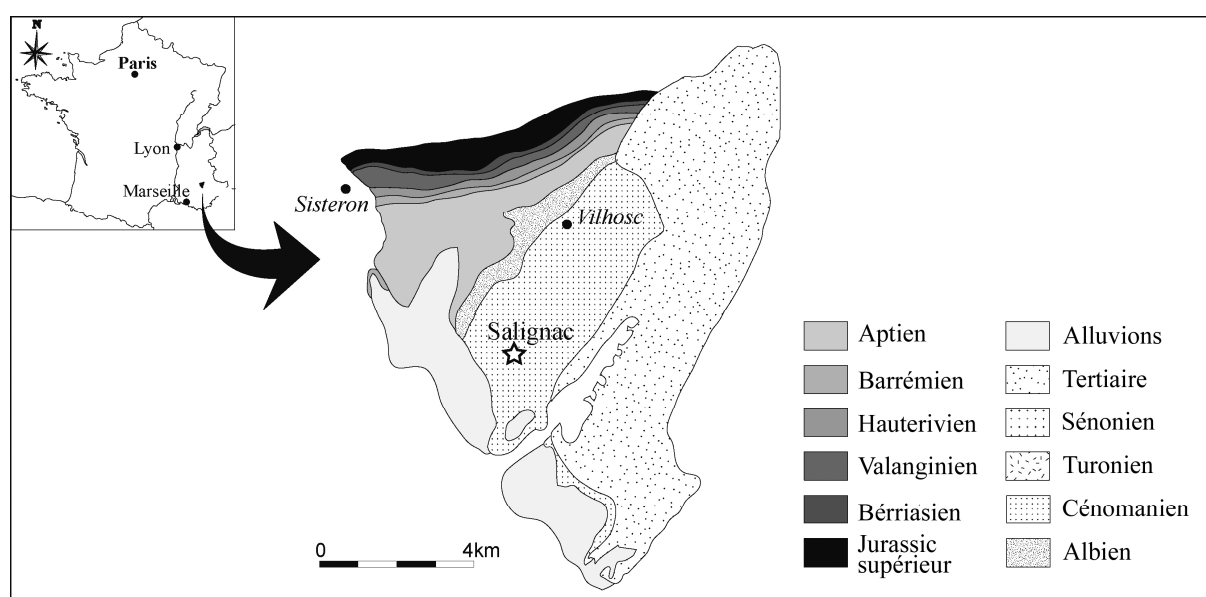 N
Paris
Lyon
Marseille
Sisteron
Vilhosc
Salignac
0 4km
Aptien
Barrémien
Hauterivien
Valanginien
Bérriasien
Jurassic
supérieur
Alluvions
Tertiaire
Sénonien
Turonien
Cénomanien
Albien